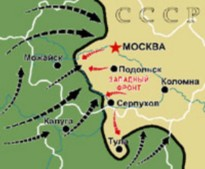 СССР
МОСКВА
Можайск
Подольск
ЗАПАДНЫЙ
ФРОНТ
Коломна
Серпухов
Калуга
Тула